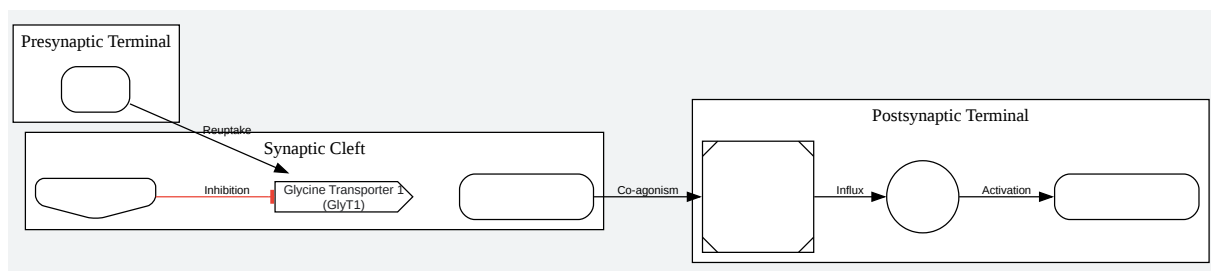 Presynaptic Terminal
Reuptake
Synaptic Cleft
Inhibition
Glycine Transporter 1
(GlyT1)
Co-agonism
Postsynaptic Terminal
Influx
Activation